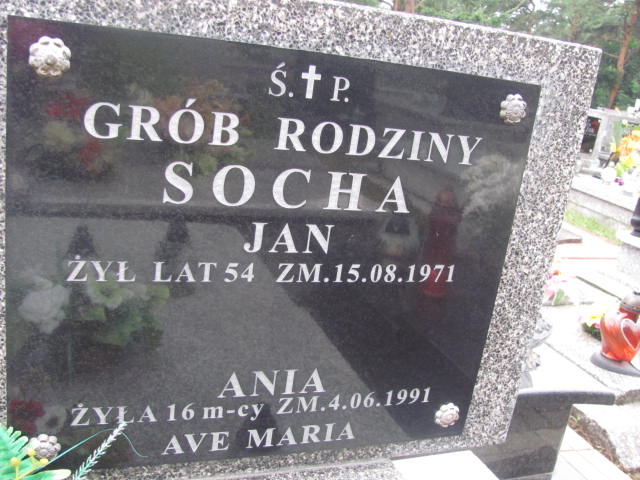 Ś.✝P.
GRÓB RODZINY
SOCHA
JAN
ŻYŁ LAT 54 ZM.15.08.1971
ANIA
ŻYŁA 16 m-cy ZM.4.06.1991
AVE MARIA